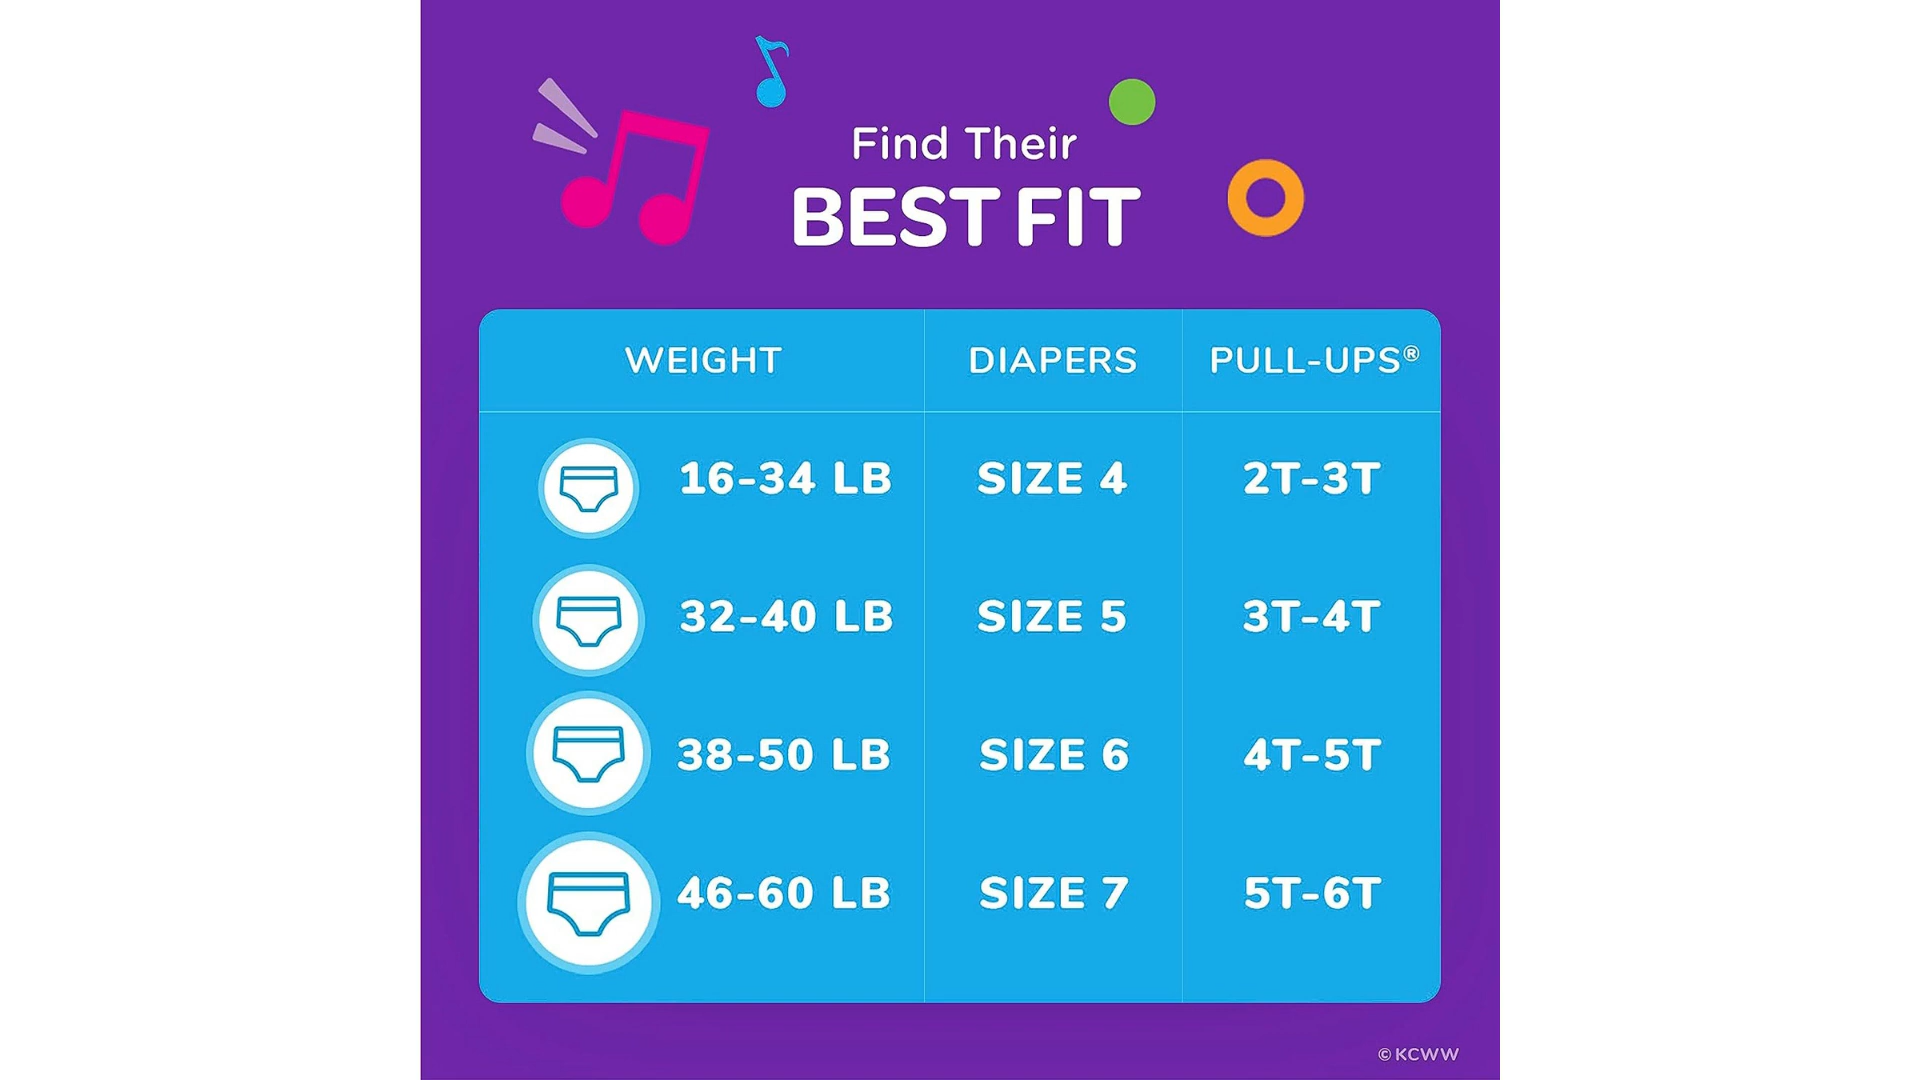 Find Their
BEST FIT
WEIGHT DIAPERS PULL-UPS®
16-34 LB SIZE 4 2T-3T
32-40 LB SIZE 5 3T-4T
38-50 LB SIZE 6 4T-5T
46-60 LB SIZE 7 5T-6T
©KCWW